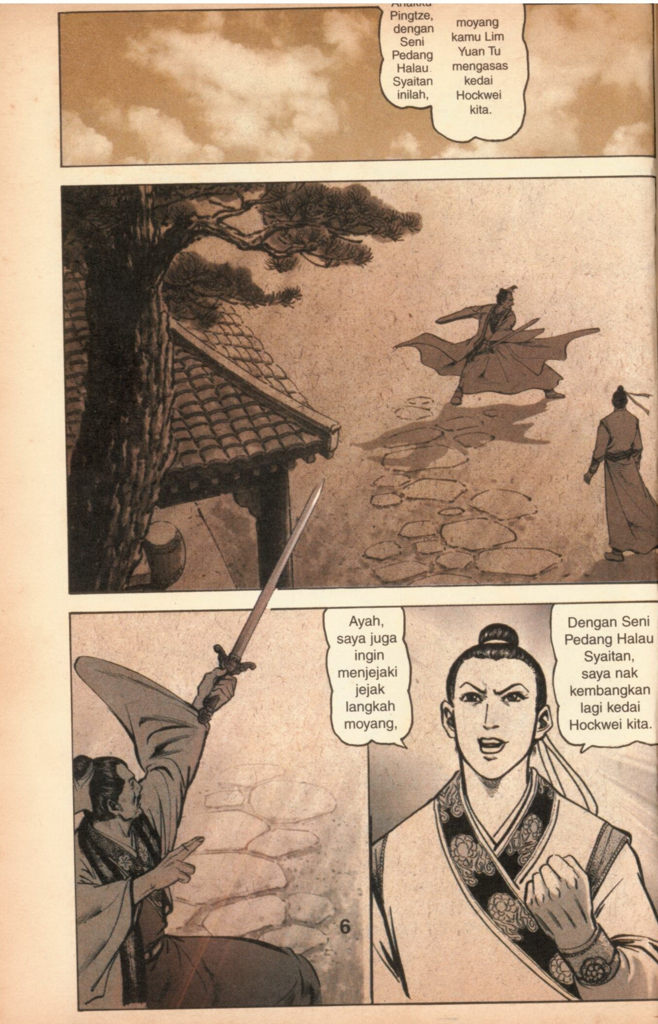 Anakku
Pingtze,
dengan
Seni
Pedang
Halau
Syaitan
inilah,
moyang
kamu Lim
Yuan Tu
mengasas
kedai
Hockwei
kita.
Ayah,
saya juga
ingin
menjejaki
jejak
langkah
moyang,
Dengan Seni
Pedang Halau
Syaitan,
saya nak
kembangkan
lagi kedai
Hockwei kita.
6